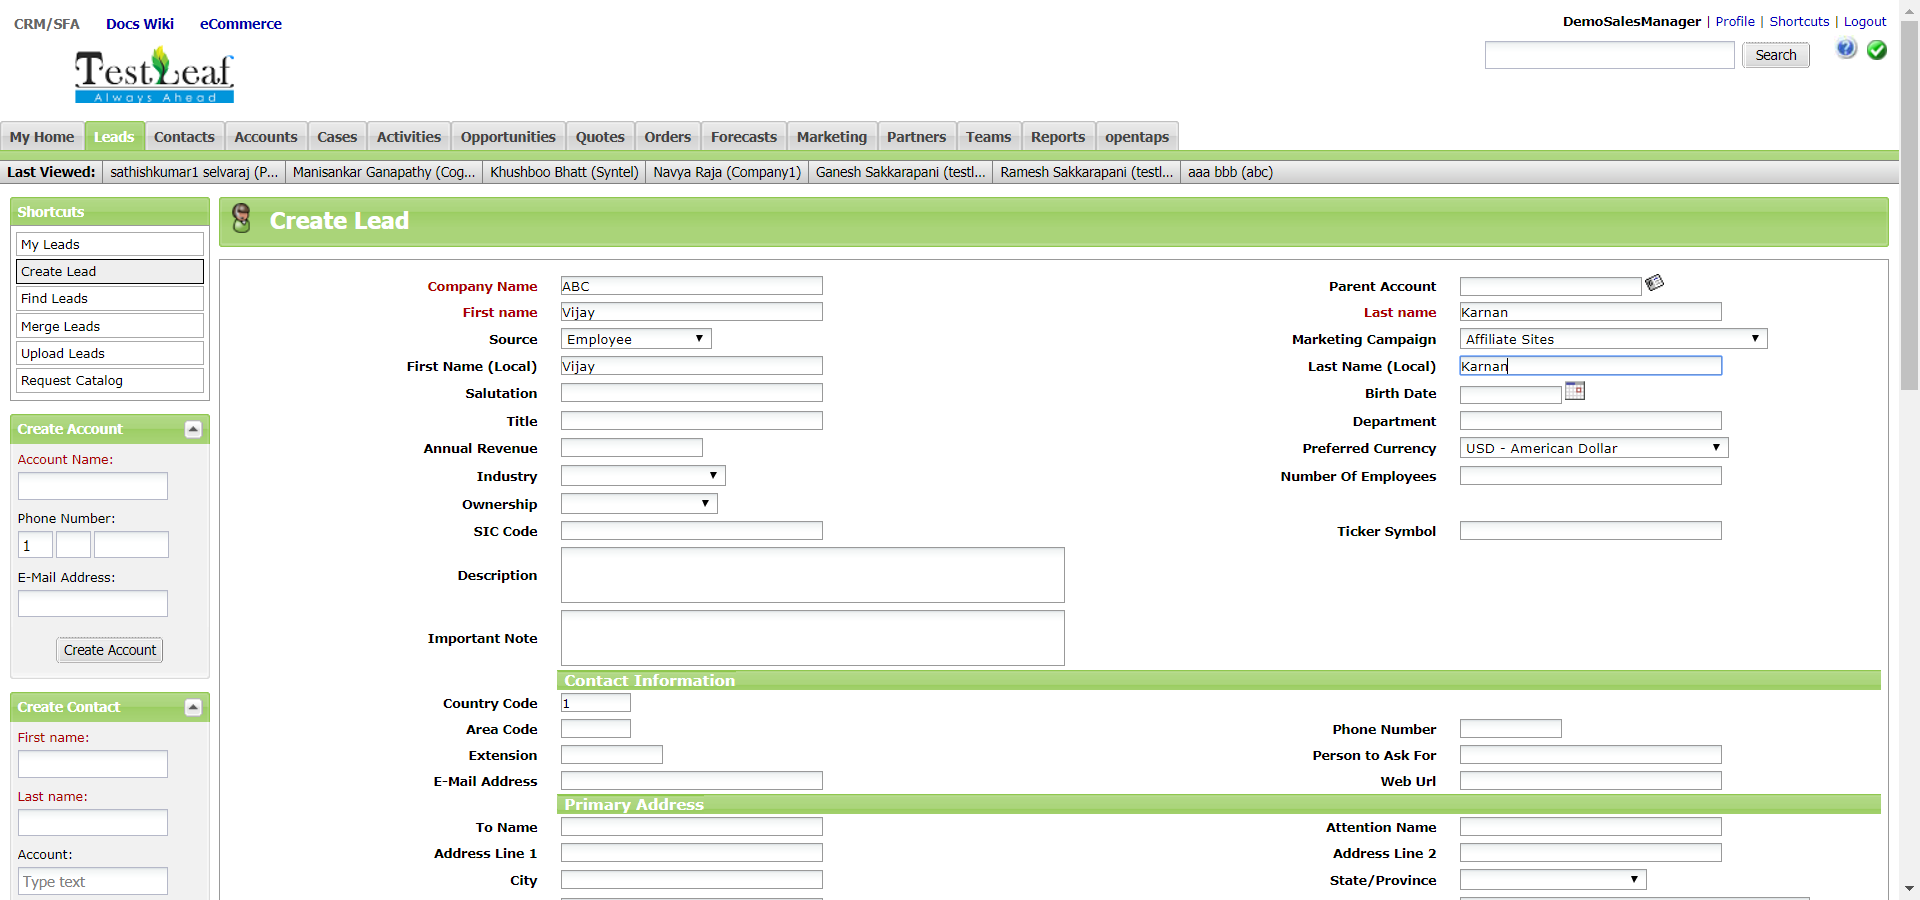 CRM/SFA Docs Wiki eCommerce
DemoSalesManager | Profile | Shortcuts | Logout
TestLeaf
Always Ahead
Search
My Home Leads Contacts Accounts Cases Activities Opportunities Quotes Orders Forecasts Marketing Partners Teams Reports opentaps
Last Viewed: sathishkumar1 selvaraj (P... Manisankar Ganapathy (Cog... Khushboo Bhatt (Syntel) Navya Raja (Company1) Ganesh Sakkarapani (testl... Ramesh Sakkarapani (testl... aaa bbb (abc)
Shortcuts
My Leads
Create Lead
Find Leads
Merge Leads
Upload Leads
Request Catalog
Create Account
Account Name:
Phone Number:
1
E-Mail Address:
Create Account
Create Contact
First name:
Last name:
Account:
Type text
Create Lead
Company Name ABC Parent Account
First name Vijay Last name Karnan
Source Employee Marketing Campaign Affiliate Sites
First Name (Local) Vijay Last Name (Local) Karnan
Salutation Birth Date
Title Department
Annual Revenue Preferred Currency USD - American Dollar
Industry Number Of Employees
Ownership
SIC Code Ticker Symbol
Description
Important Note
Contact Information
Country Code 1
Area Code Phone Number
Extension Person to Ask For
E-Mail Address Web Url
Primary Address
To Name Attention Name
Address Line 1 Address Line 2
City State/Province